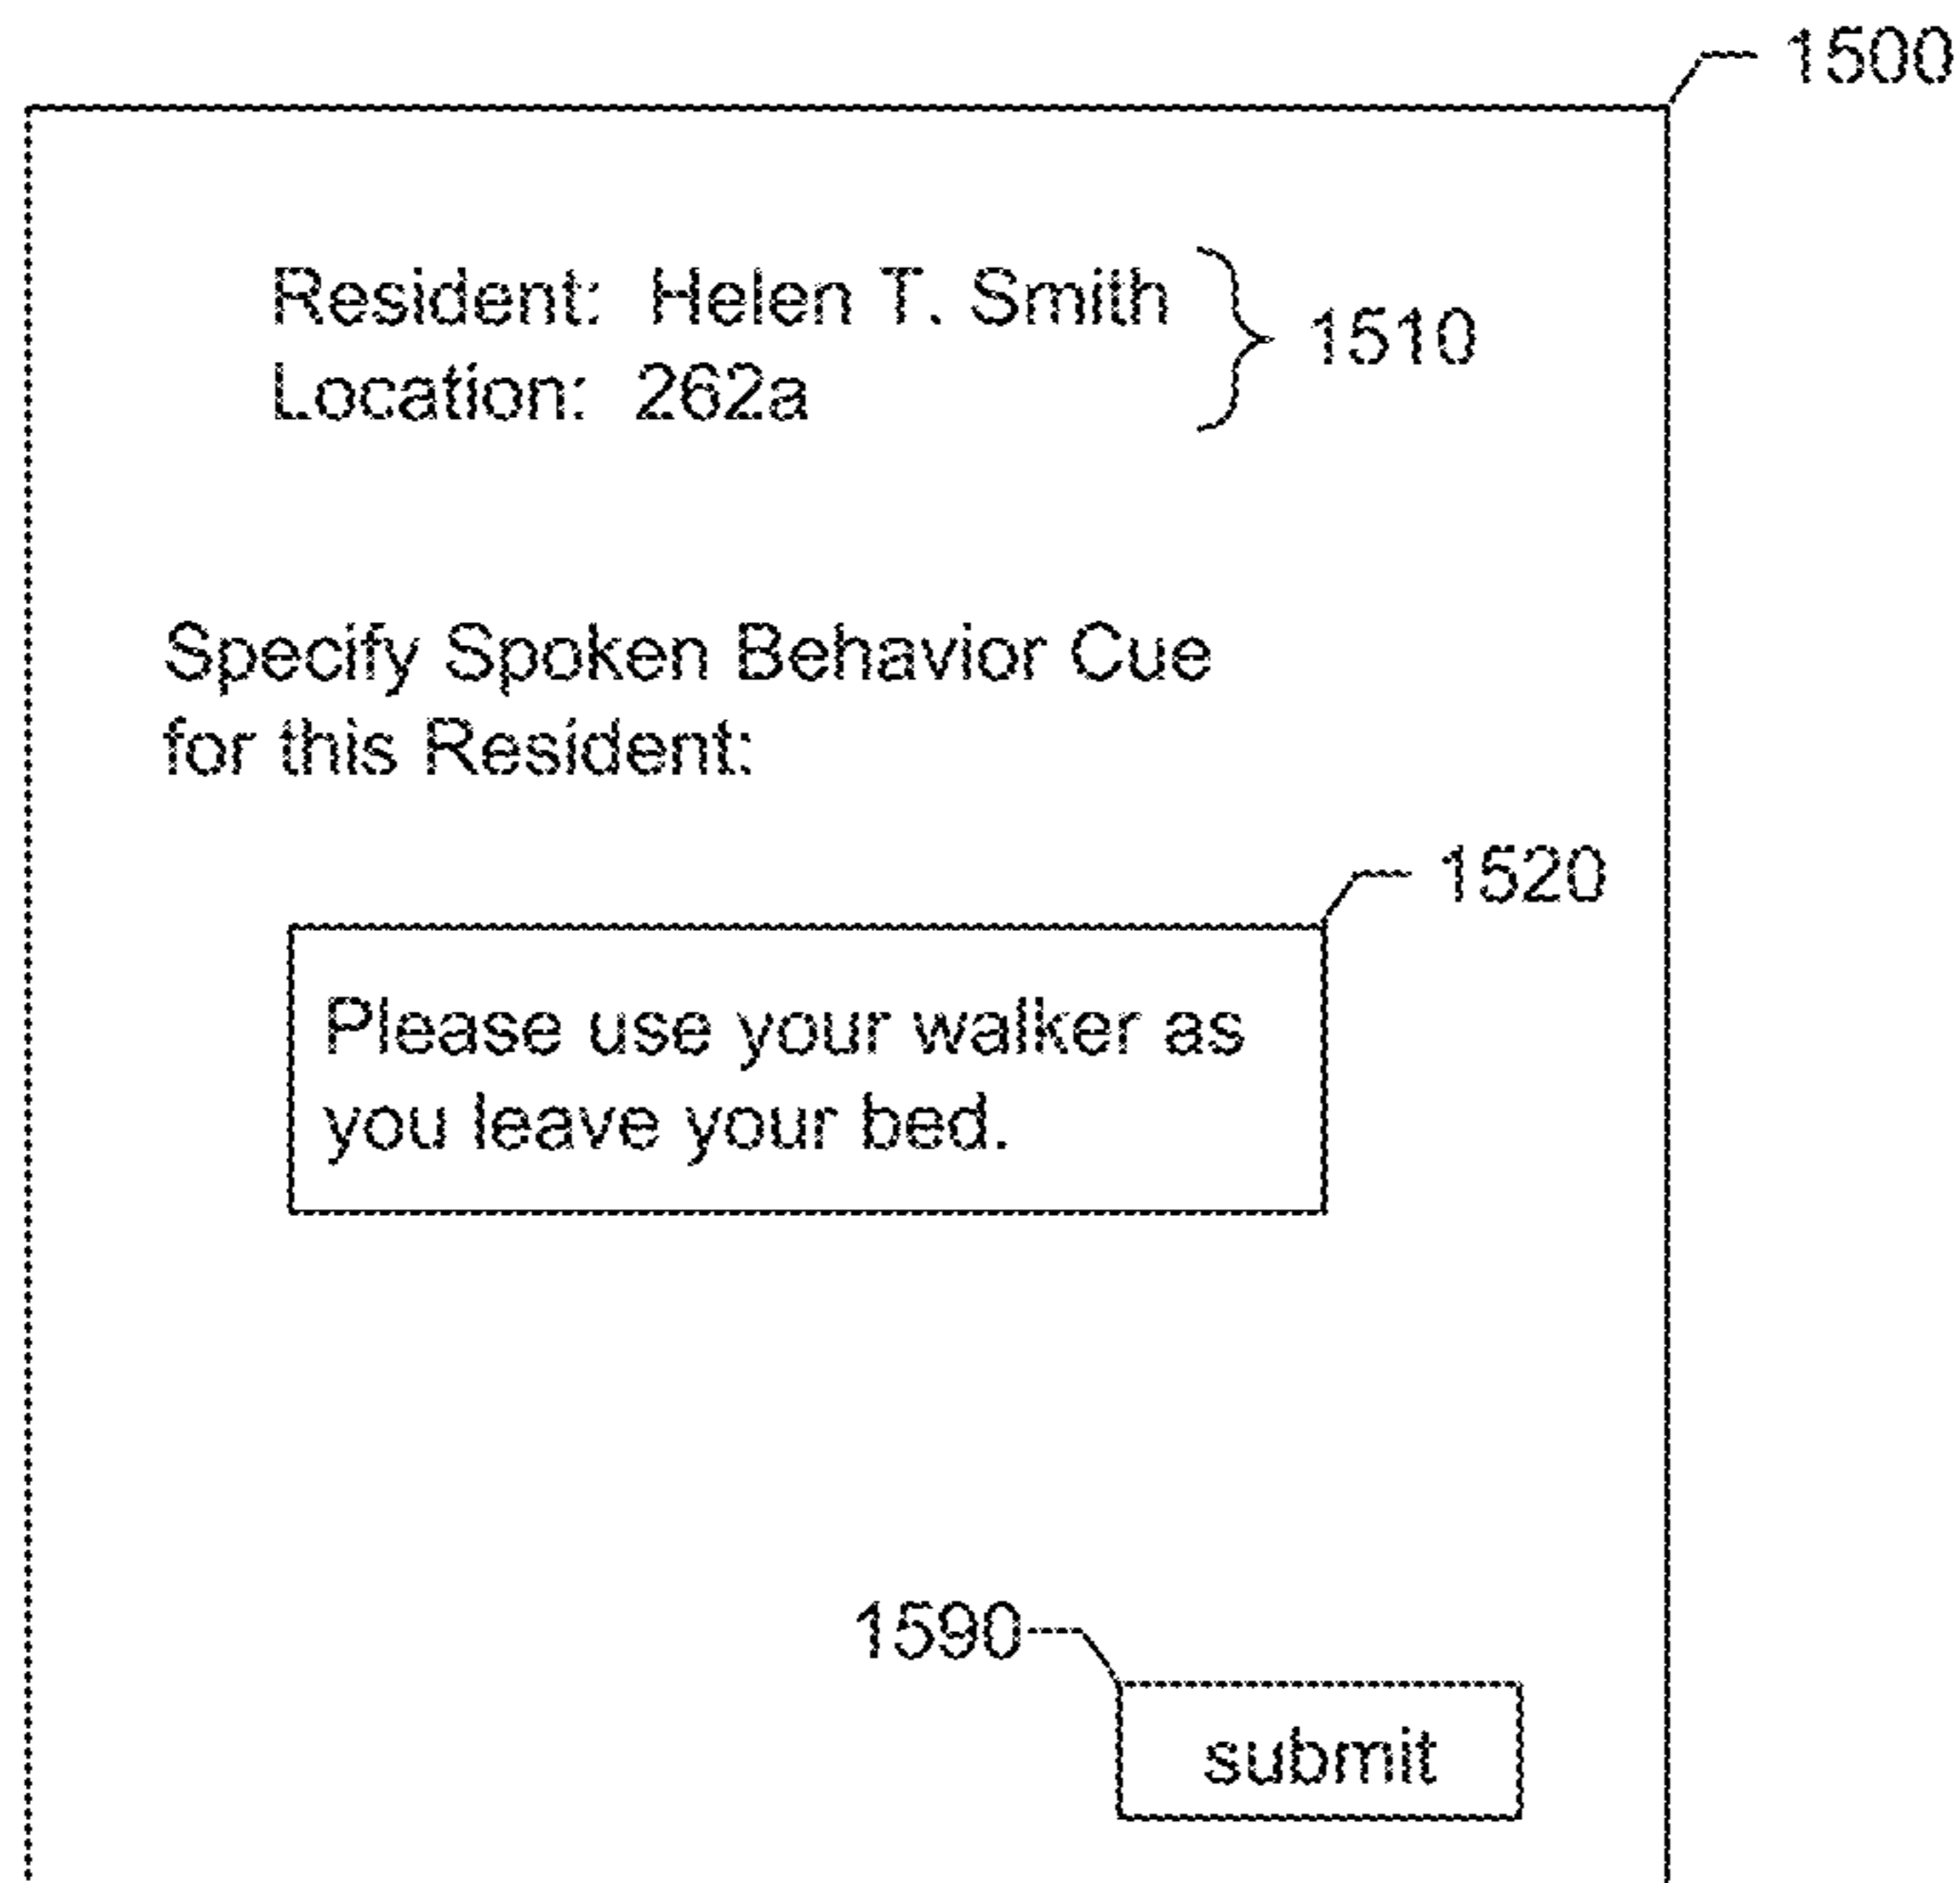 1500
Resident: Helen T. Smith
Location: 262a
1510
Specify Spoken Behavior Cue
for this Resident:
1520
Please use your walker as
you leave your bed.
1590
submit